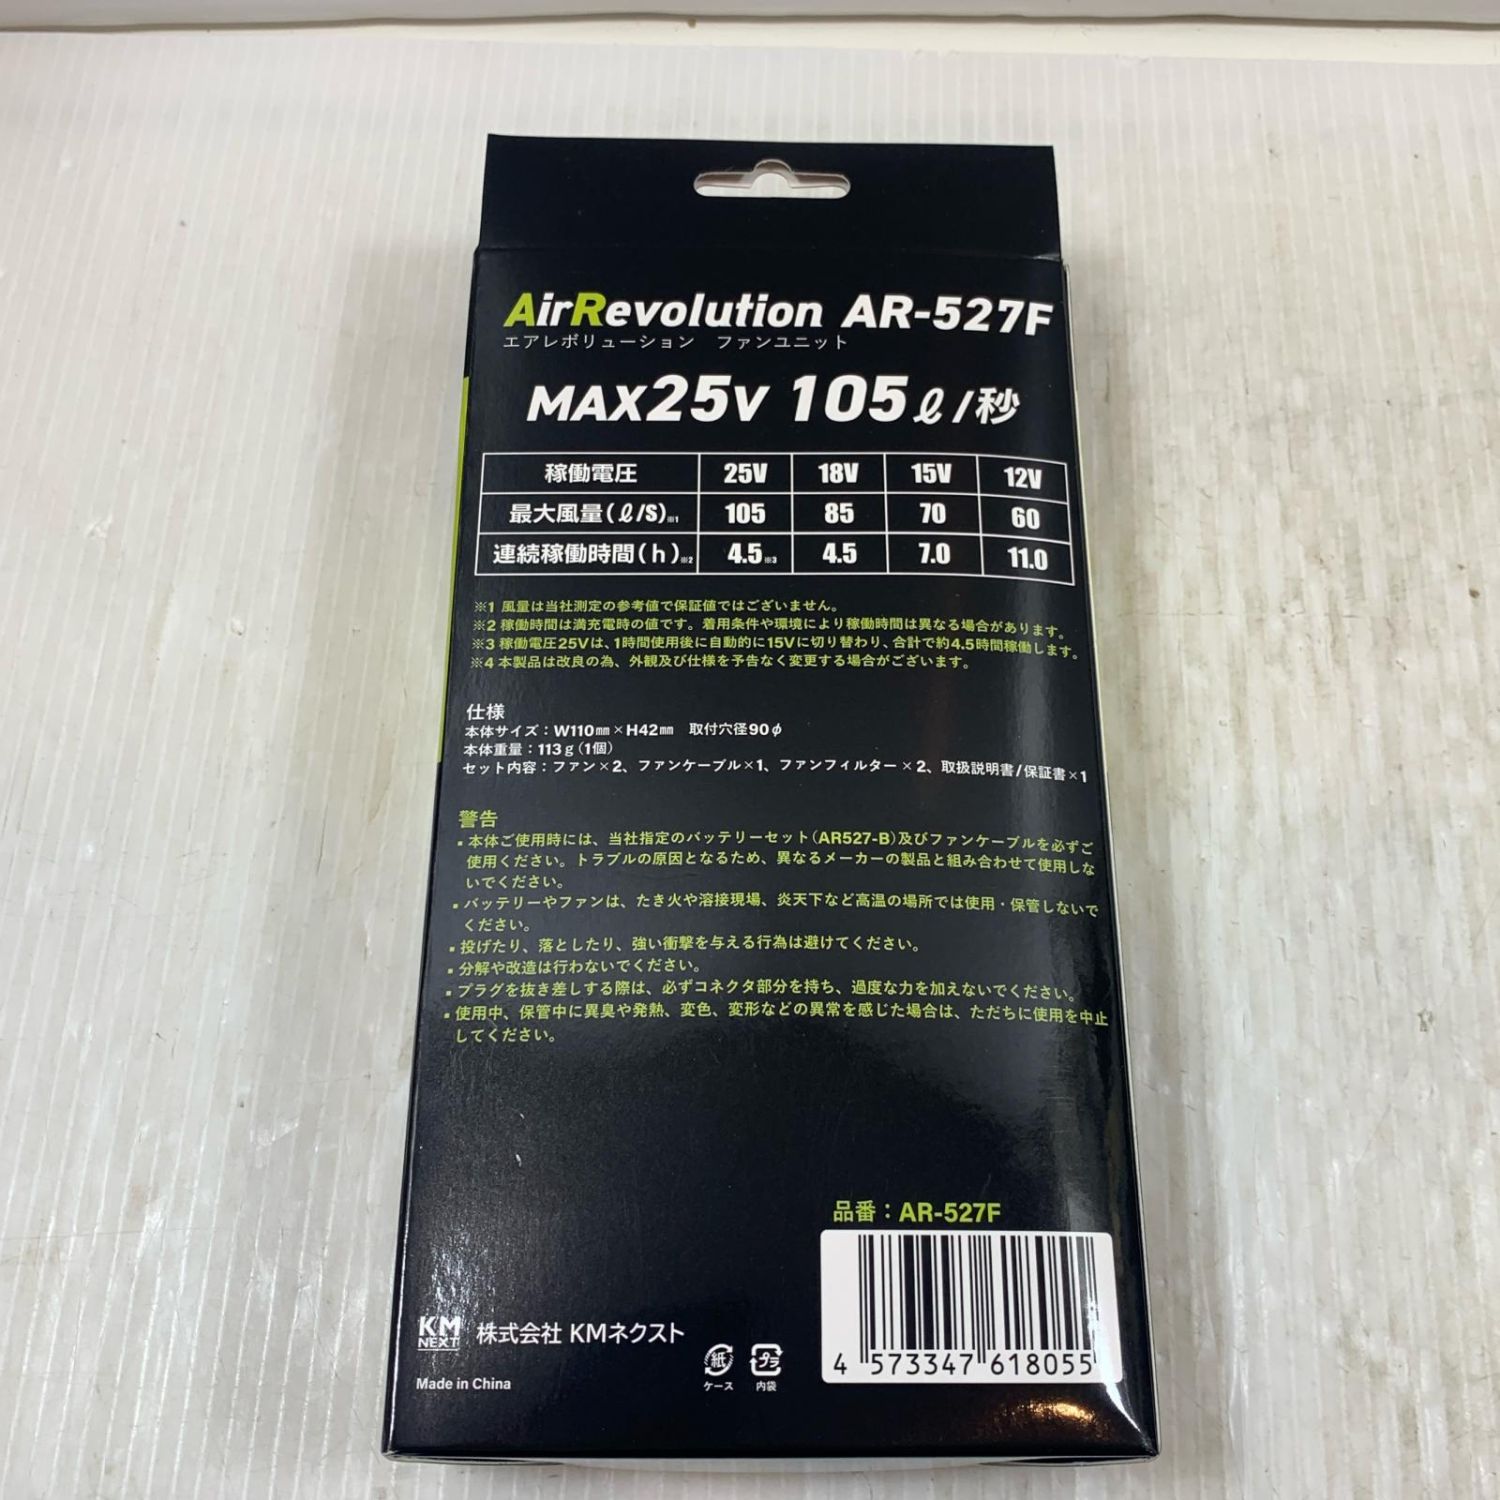 AirRevolution AR-527F
エアレボリューション ファンユニット
MAX25V 105ℓ/秒
稼働電圧 25V 18V 15V 12V
最大風量(ℓ/S)※1 105 85 70 60
連続稼働時間(h)※2 4.5※3 4.5 7.0 11.0
※1 風量は当社測定の参考値で保証値ではございません。
※2 稼働時間は満充電時の値です。着用条件や環境により稼働時間は異なる場合があります。
※3 稼働電圧25Vは、1時間使用後に自動的に15Vに切り替わり、合計で約4.5時間稼働します。
※4 本製品は改良の為、外観及び仕様を予告なく変更する場合がございます。
仕様
本体サイズ：W110㎜×H42㎜ 取付穴径90φ
本体重量：113g(1個)
セット内容：ファン×2、ファンケーブル×1、ファンフィルター×2、取扱説明書/保証書×1
警告
▪本体ご使用時には、当社指定のバッテリーセット(AR527-B)及びファンケーブルを必ずご
使用ください。トラブルの原因となるため、異なるメーカーの製品と組み合わせて使用しな
いでください。
▪バッテリーやファンは、たき火や溶接現場、炎天下など高温の場所では使用・保管しないで
ください。
▪投げたり、落としたり、強い衝撃を与える行為は避けてください。
▪分解や改造は行わないでください。
▪プラグを抜き差しする際は、必ずコネクタ部分を持ち、過度な力を加えないでください。
▪使用中、保管中に異臭や発熱、変色、変形などの異常を感じた場合は、ただちに使用を中止
してください。
品番：AR-527F
4 573347 618055
KM
NEXT
株式会社 KMネクスト
Made in China
紙
ケース
プラ
内袋